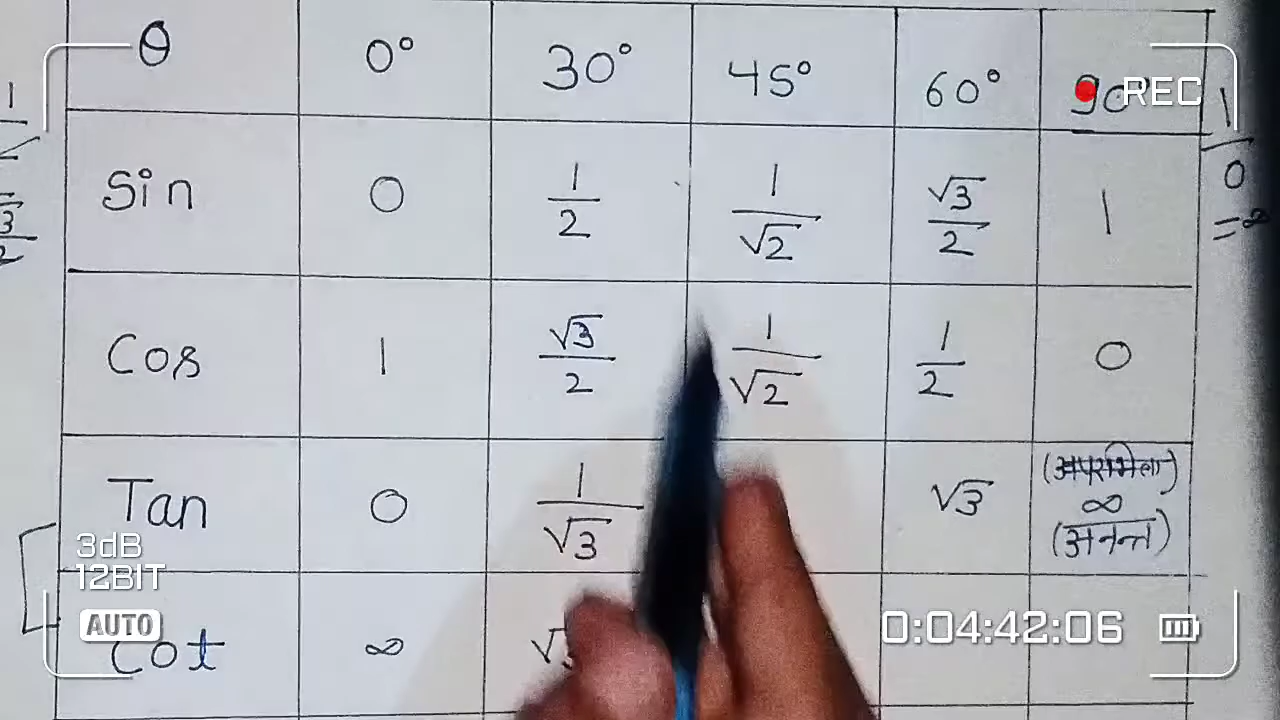 θ 0° 30° 45° 60° 90° REC
Sin 0 1/2 1/√2 √3/2 1
1/0
=∞
Cos 1 √3/2 1/√2 1/2 0
Tan 0 1/√3 √3 ∞
(अनन्त)
3dB
12BIT
AUTO
0:04:42:06
Cot ∞